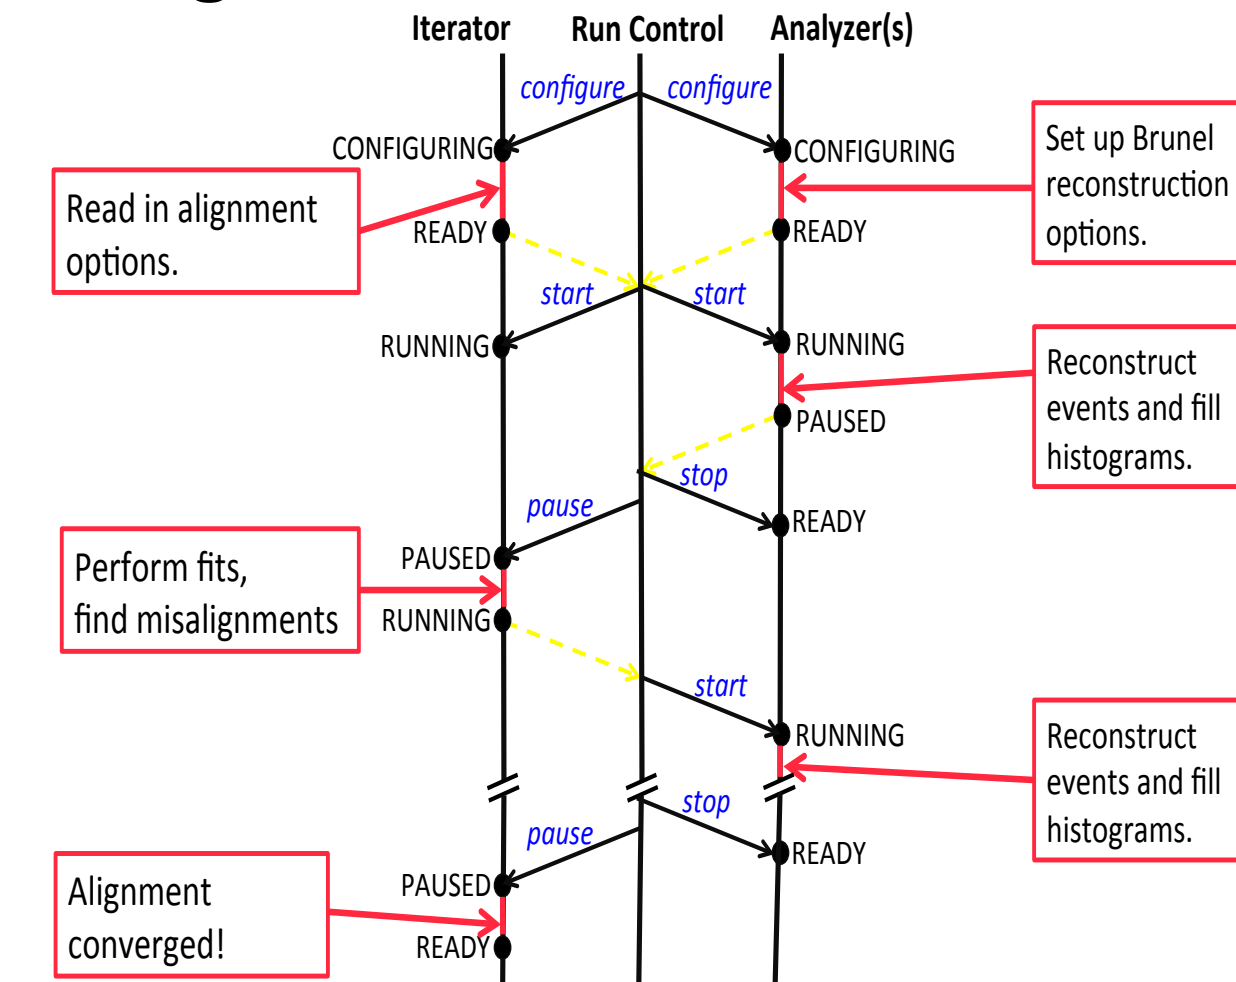 Iterator Run Control Analyzer(s)
configure configure
CONFIGURING CONFIGURING
Set up Brunel
reconstruction
options.
Read in alignment
options.
READY READY
start start
RUNNING RUNNING
Reconstruct
events and fill
histograms.
PAUSED
stop
pause
READY
PAUSED
Perform fits,
find misalignments
RUNNING
start
RUNNING
Reconstruct
events and fill
histograms.
stop
pause
READY
PAUSED
Alignment
converged!
READY